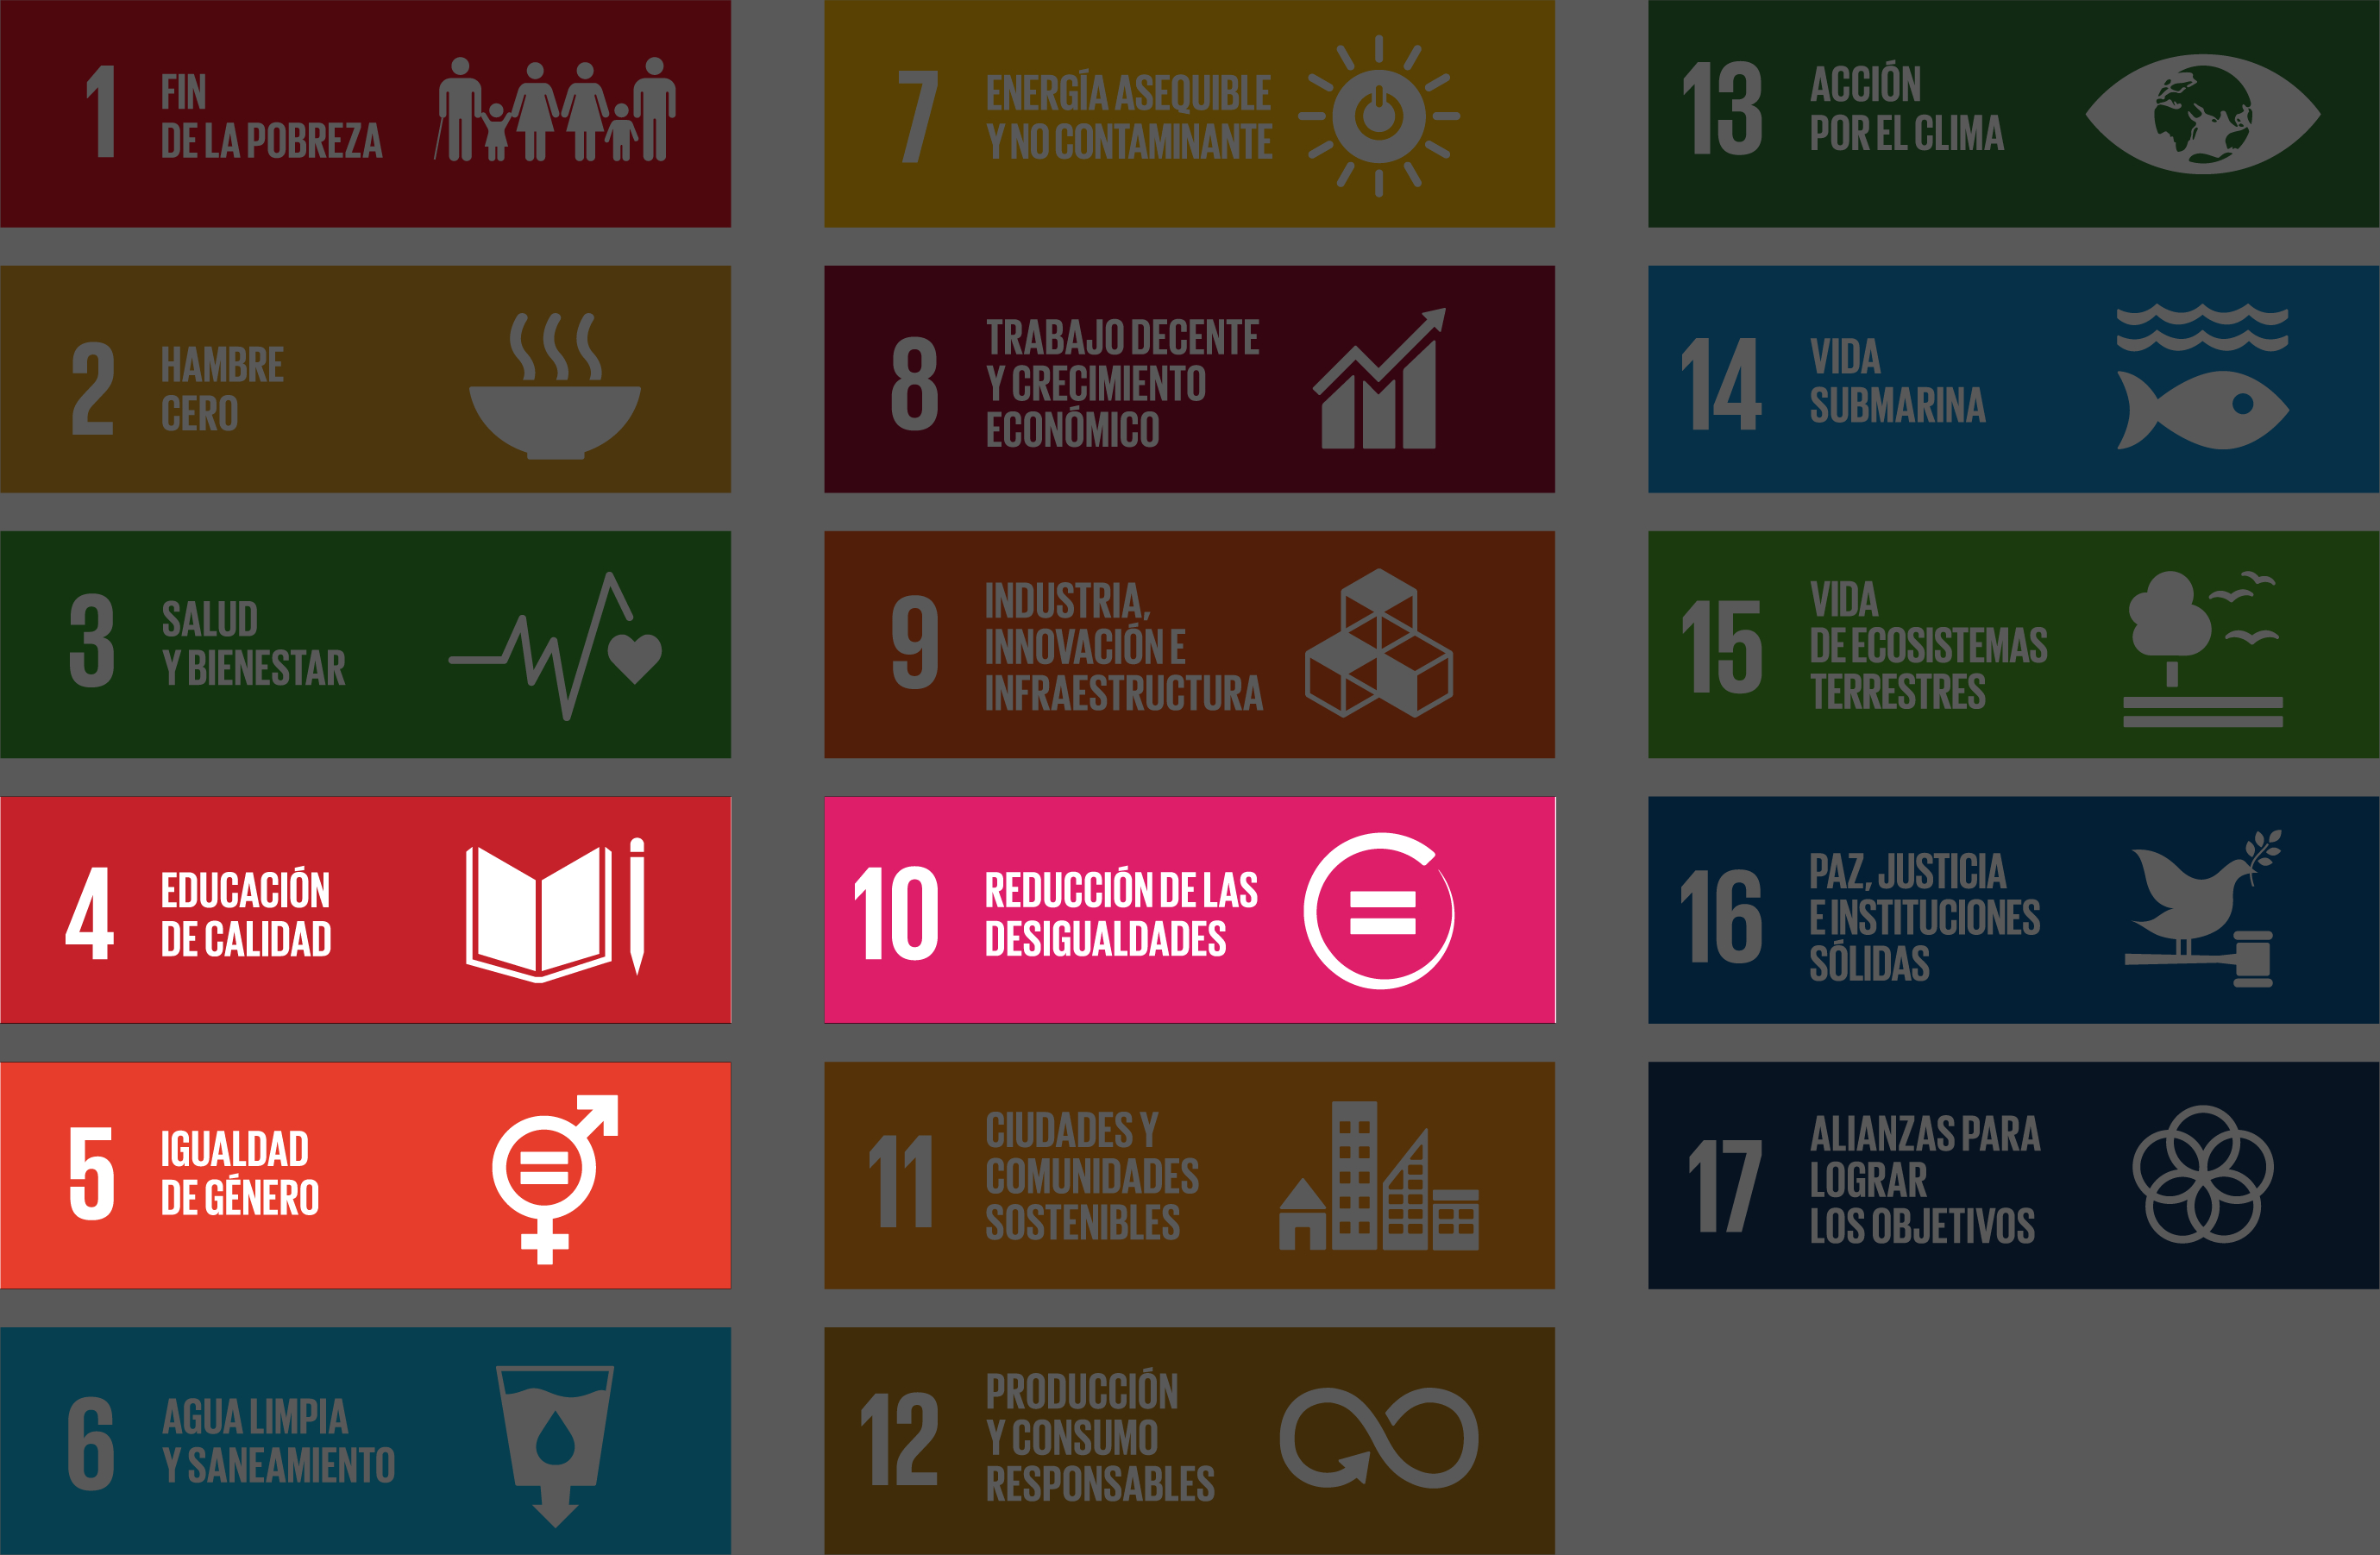 1
FIN
DE LA POBREZA
2
HAMBRE
CERO
3
SALUD
Y BIENESTAR
4
EDUCACIÓN
DE CALIDAD
5
IGUALDAD
DE GÉNERO
6
AGUA LIMPIA
Y SANEAMIENTO
7
ENERGÍA ASEQUIBLE
Y NO CONTAMINANTE
8
TRABAJO DECENTE
Y CRECIMIENTO
ECONÓMICO
9
INDUSTRIA,
INNOVACIÓN E
INFRAESTRUCTURA
10
REDUCCIÓN DE LAS
DESIGUALDADES
11
CIUDADES Y
COMUNIDADES
SOSTENIBLES
12
PRODUCCIÓN
Y CONSUMO
RESPONSABLES
13
ACCIÓN
POR EL CLIMA
14
VIDA
SUBMARINA
15
VIDA
DE ECOSISTEMAS
TERRESTRES
16
PAZ, JUSTICIA
E INSTITUCIONES
SÓLIDAS
17
ALIANZAS PARA
LOGRAR
LOS OBJETIVOS